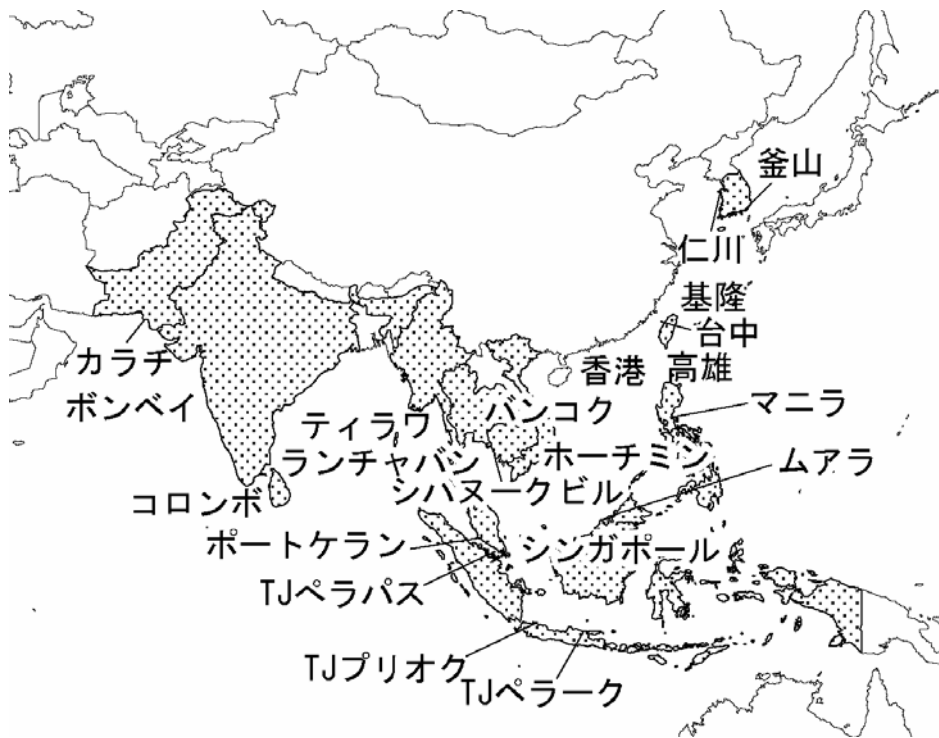 釜山
仁川
基隆
台中
香港
高雄
カラチ
ボンベイ
マニラ
ティラワ
バンコク
ランチャバン
ホーチミン
ムアラ
シハヌークビル
コロンボ
ポートケラン
シンガポール
TJペラパス
TJプリオク
TJペラーク